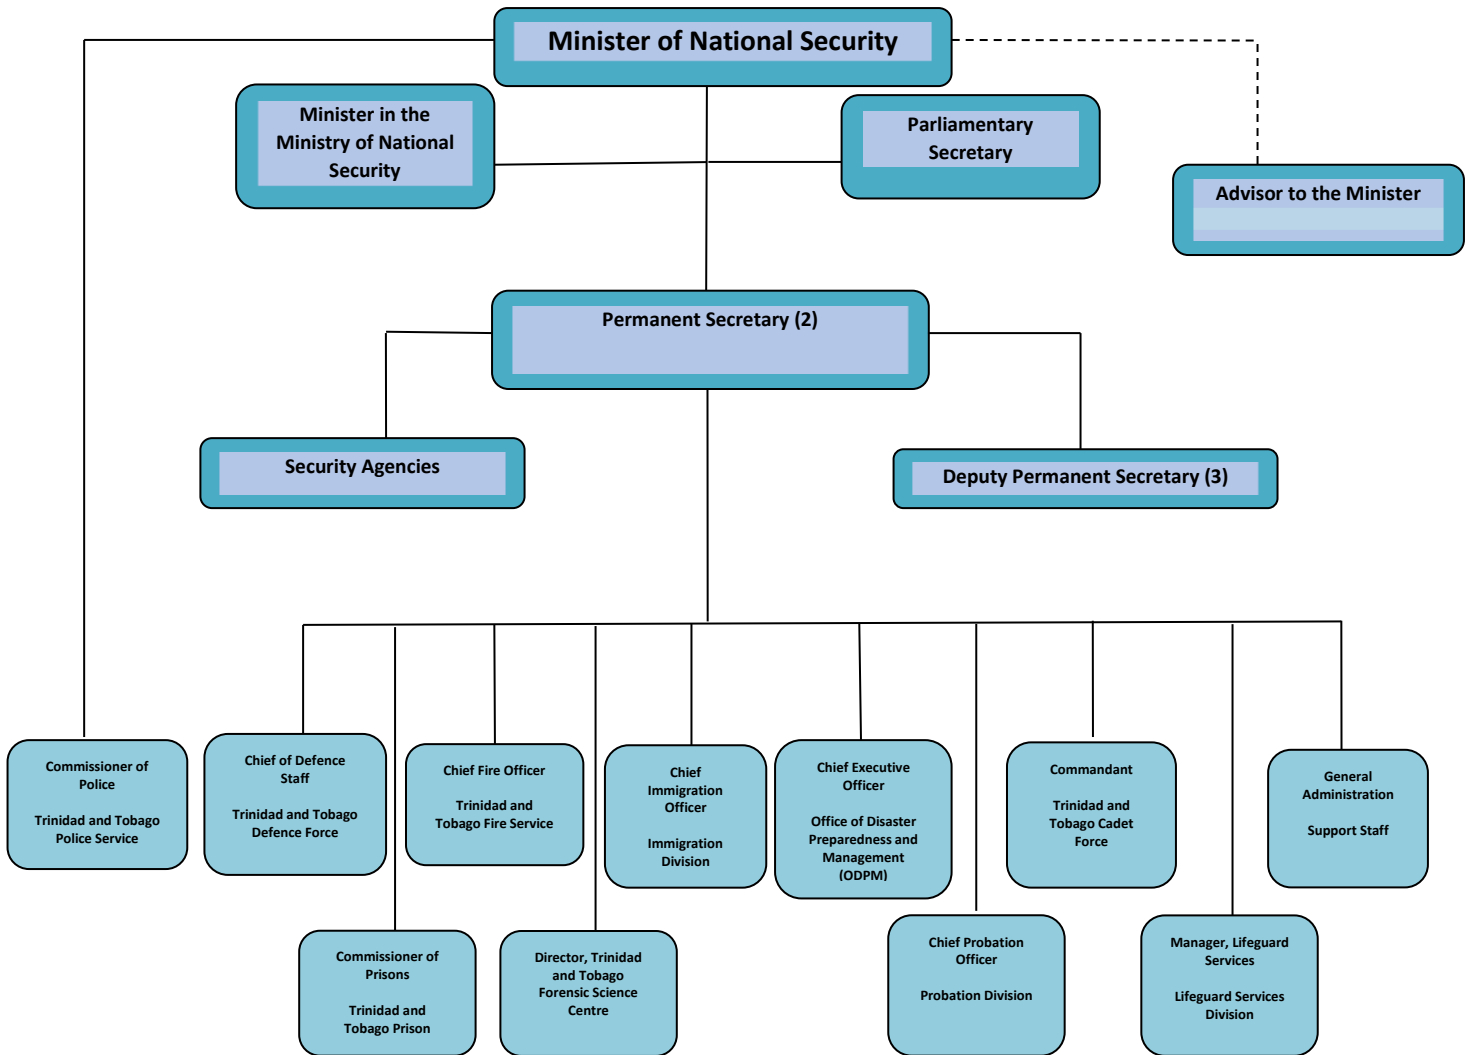 Minister of National Security
Minister in the
Ministry of National
Security
Parliamentary
Secretary
Advisor to the Minister
Permanent Secretary (2)
Security Agencies
Deputy Permanent Secretary (3)
Commissioner of
Police
Trinidad and Tobago
Police Service
Chief of Defence
Staff
Trinidad and Tobago
Defence Force
Chief Fire Officer
Trinidad and
Tobago Fire Service
Chief
Immigration
Officer
Immigration
Division
Chief Executive
Officer
Office of Disaster
Preparedness and
Management
(ODPM)
Commandant
Trinidad and
Tobago Cadet
Force
General
Administration
Support Staff
Commissioner of
Prisons
Trinidad and
Tobago Prison
Director, Trinidad
and Tobago
Forensic Science
Centre
Chief Probation
Officer
Probation Division
Manager, Lifeguard
Services
Lifeguard Services
Division